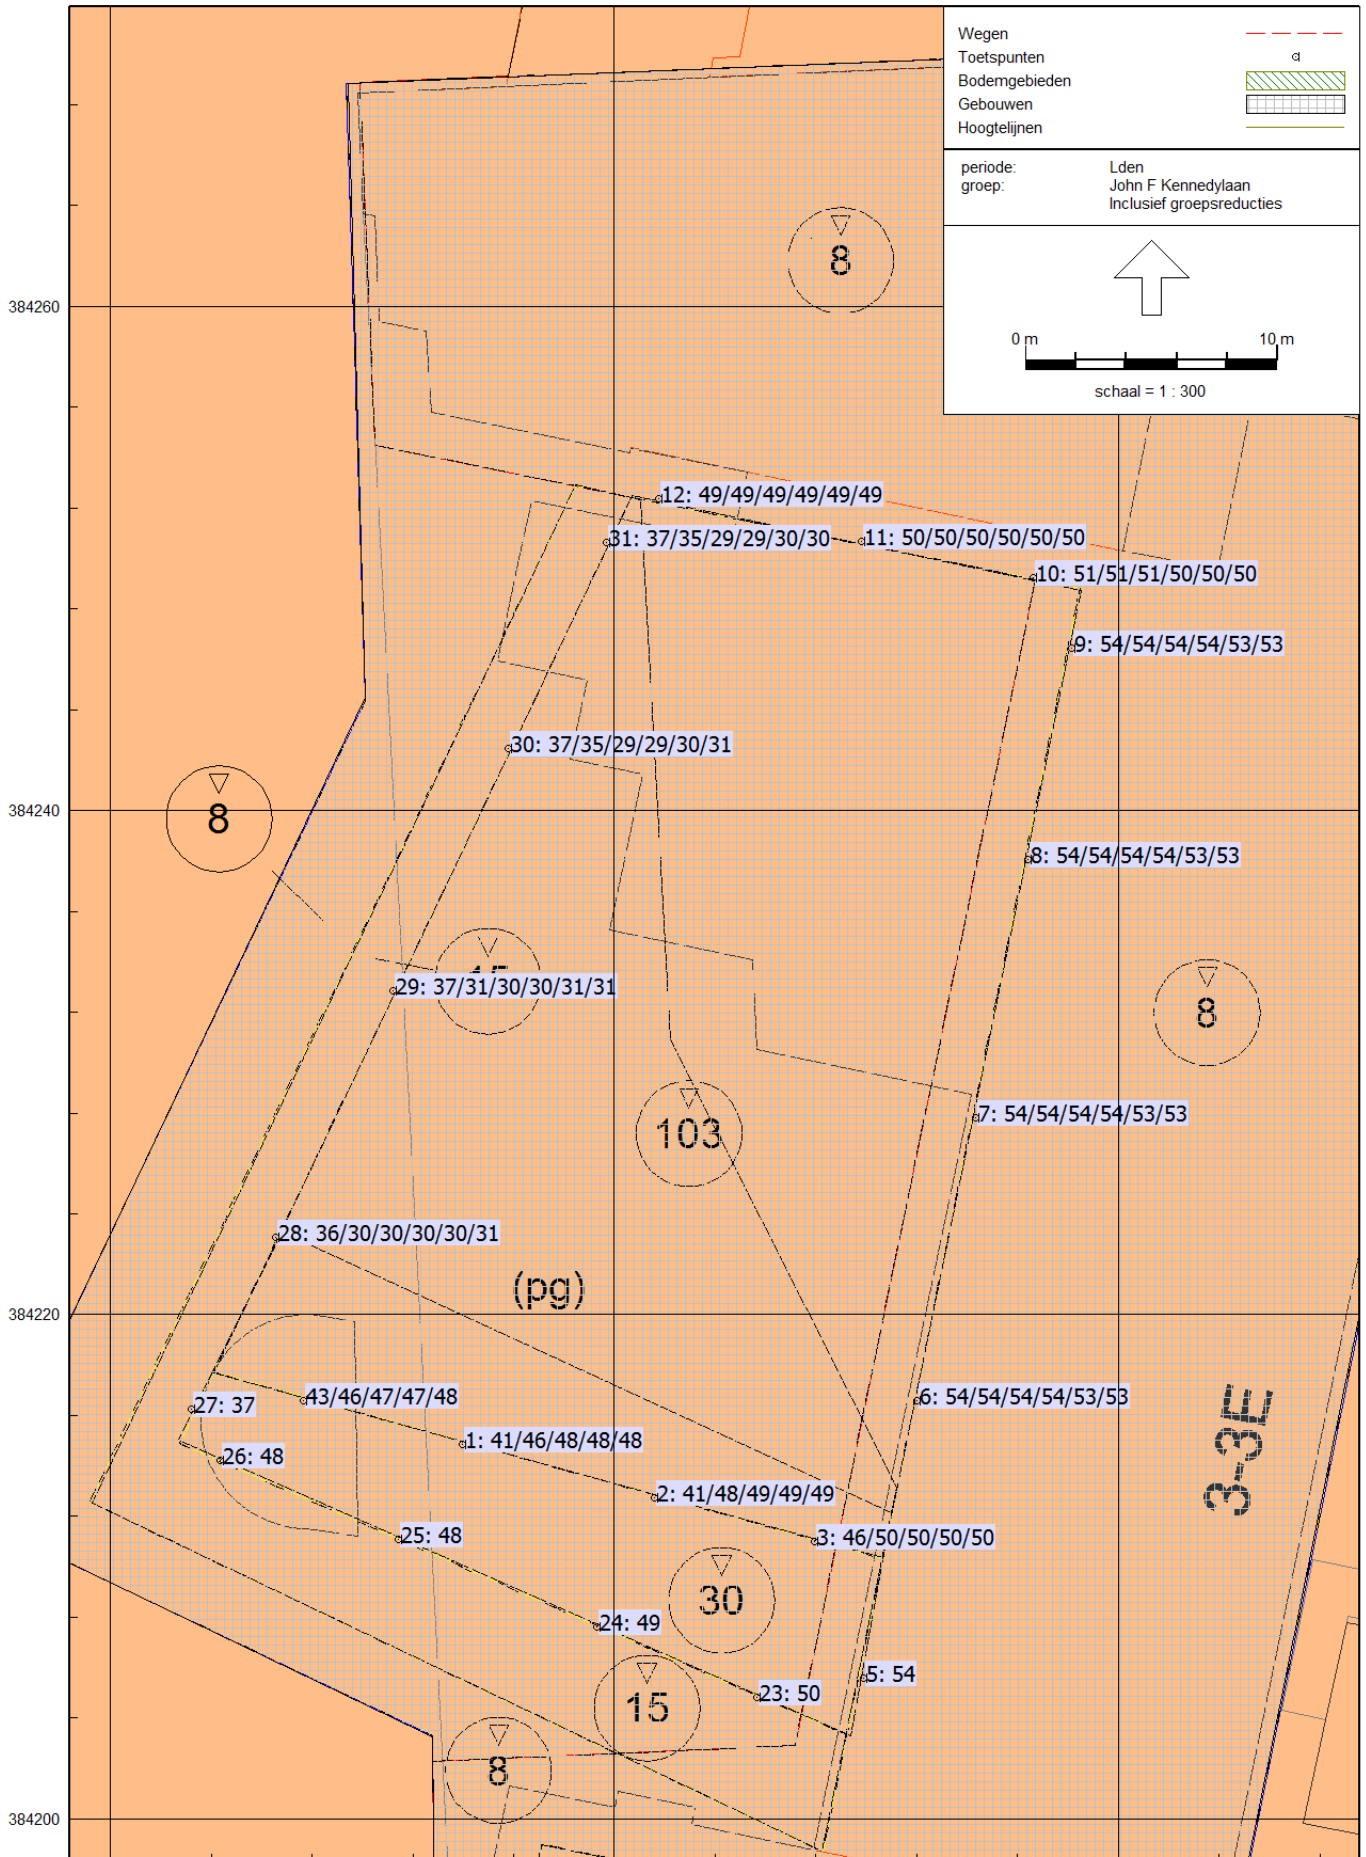 Wegen
Toetspunten
Bodemgebieden
Gebouwen
Hoogtelijnen
periode: Lden
groep: John F Kennedylaan
Inclusief groepsreducties
0 m 10 m
schaal = 1 : 300
8
384260
12: 49/49/49/49/49/49
31: 37/35/29/29/30/30
11: 50/50/50/50/50/50
10: 51/51/51/50/50/50
9: 54/54/54/54/53/53
30: 37/35/29/29/30/31
384240
8
8: 54/54/54/54/53/53
29: 37/31/30/30/31/31
8
103
7: 54/54/54/54/53/53
28: 36/30/30/30/30/31
(pg)
384220
27: 37
43/46/47/47/48
6: 54/54/54/54/53/53
1: 41/46/48/48/48
3-3E
26: 48
2: 41/48/49/49/49
25: 48
3: 46/50/50/50/50
30
24: 49
5: 54
23: 50
15
8
384200